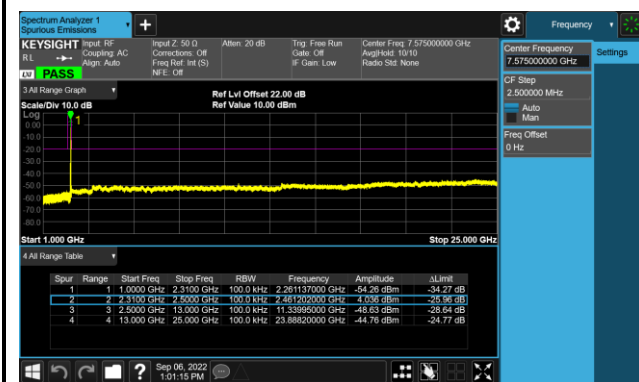 Spectrum Analyzer 1
Spurious Emissions
Frequency
KEYSIGHT
Input: RF
Coupling: AC
Align: Auto
Input Z: 50 Ω
Corrections: Off
Freq Ref: Int (S)
NFE: Off
Atten: 20 dB
Trig: Free Run
Gate: Off
IF Gain: Low
Center Freq: 7.575000000 GHz
Avg|Hold: 10/10
Radio Std: None
R L
LXI PASS
Center Frequency
7.575000000 GHz
Settings
CF Step
2.500000 MHz
Auto
Man
Freq Offset
0 Hz
3 All Range Graph
Scale/Div 10.0 dB
Ref Lvl Offset 22.00 dB
Ref Value 10.00 dBm
Log
1
0.00
-10.0
-20.0
-30.0
-40.0
-50.0
-60.0
-70.0
-80.0
Start 1.000 GHz Stop 25.000 GHz
4 All Range Table
Spur Range Start Freq Stop Freq RBW Frequency Amplitude ΔLimit
1 1 1.0000 GHz 2.3100 GHz 100.0 kHz 2.261137000 GHz -54.26 dBm -34.27 dB
2 2 2.3100 GHz 2.5000 GHz 100.0 kHz 2.461202000 GHz 4.036 dBm -25.96 dB
3 3 2.5000 GHz 13.000 GHz 100.0 kHz 11.33995000 GHz -48.63 dBm -28.64 dB
4 4 13.000 GHz 25.000 GHz 100.0 kHz 23.88820000 GHz -44.76 dBm -24.77 dB
?
Sep 06, 2022
1:01:15 PM